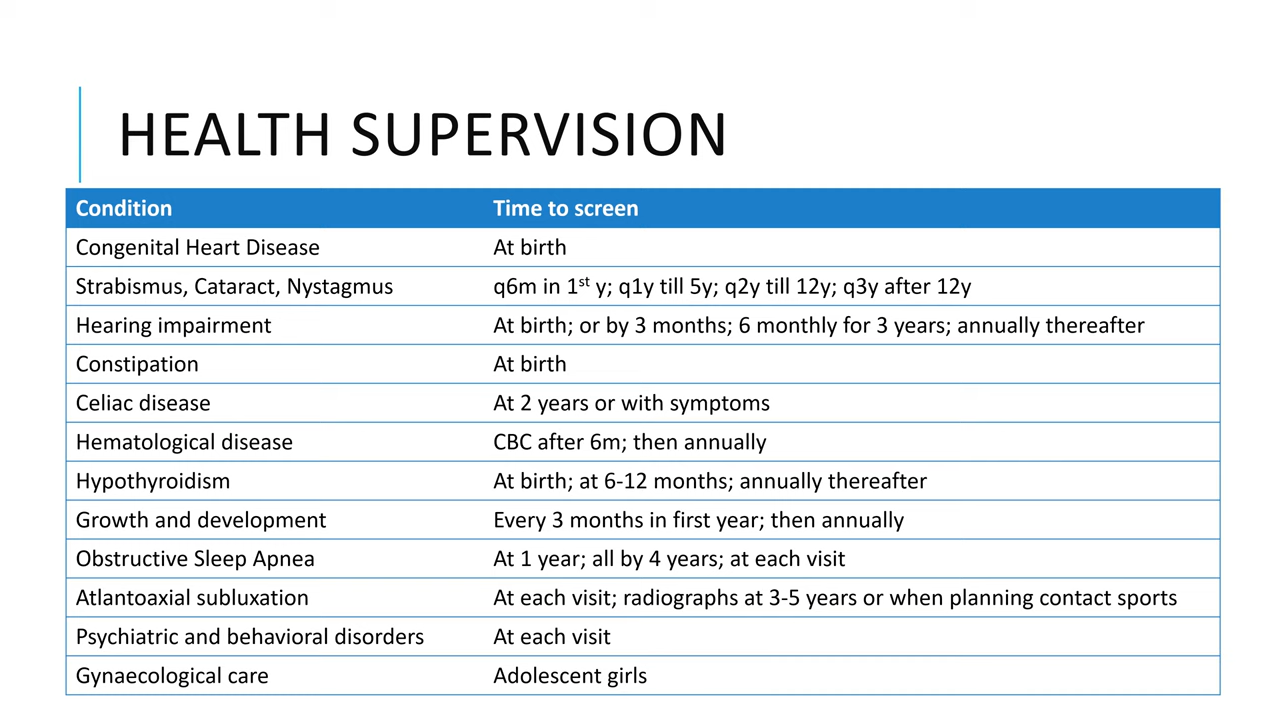 HEALTH SUPERVISION
Condition Time to screen
Congenital Heart Disease At birth
Strabismus, Cataract, Nystagmus q6m in 1st y; q1y till 5y; q2y till 12y; q3y after 12y
Hearing impairment At birth; or by 3 months; 6 monthly for 3 years; annually thereafter
Constipation At birth
Celiac disease At 2 years or with symptoms
Hematological disease CBC after 6m; then annually
Hypothyroidism At birth; at 6-12 months; annually thereafter
Growth and development Every 3 months in first year; then annually
Obstructive Sleep Apnea At 1 year; all by 4 years; at each visit
Atlantoaxial subluxation At each visit; radiographs at 3-5 years or when planning contact sports
Psychiatric and behavioral disorders At each visit
Gynaecological care Adolescent girls